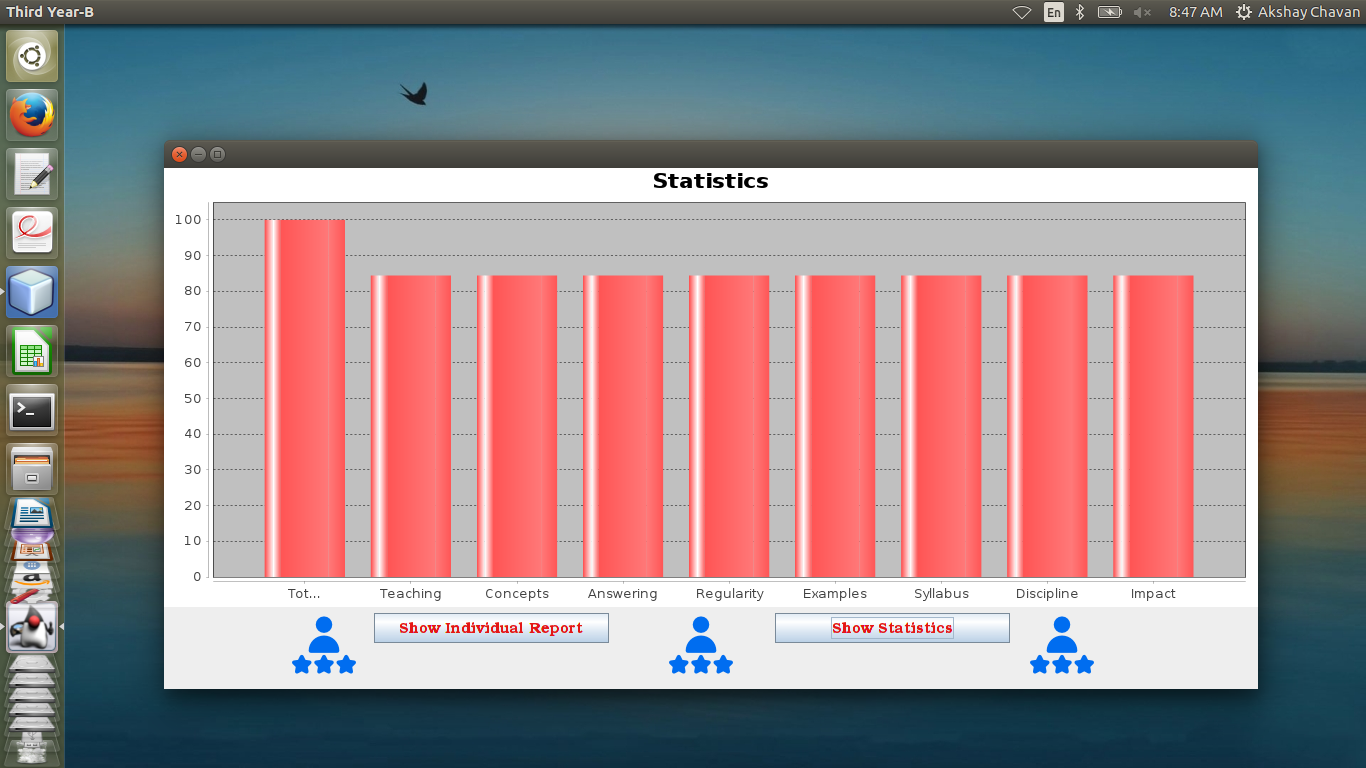 Third Year-B
En
8:47 AM
Akshay Chavan
Statistics
100
90
80
70
60
50
40
30
20
10
0
Tot... Teaching Concepts Answering Regularity Examples Syllabus Discipline Impact
Show Individual Report
Show Statistics